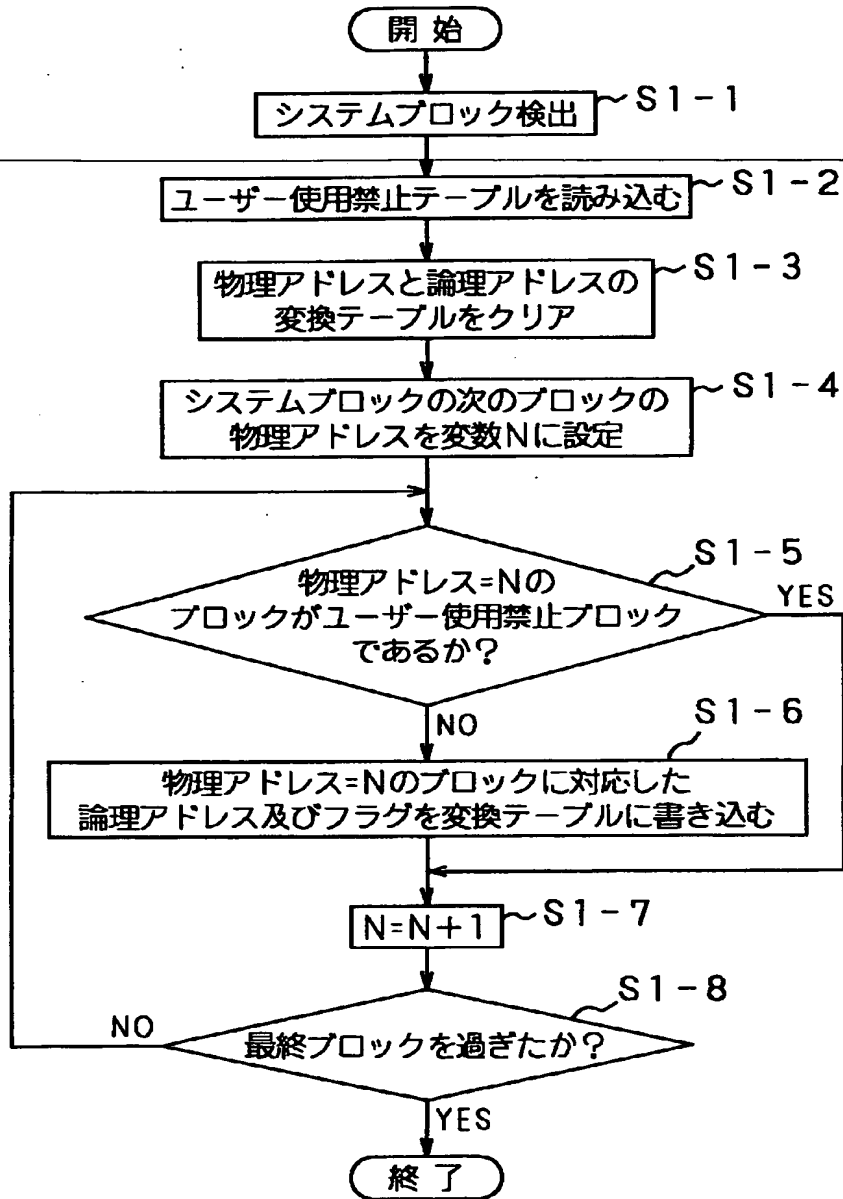 開始
システムブロック検出
S1-1
ユーザー使用禁止テーブルを読み込む
S1-2
物理アドレスと論理アドレスの
変換テーブルをクリア
S1-3
システムブロックの次のブロックの
物理アドレスを変数Nに設定
S1-4
物理アドレス=Nの
ブロックがユーザー使用禁止ブロック
であるか?
S1-5
YES
NO
S1-6
物理アドレス=Nのブロックに対応した
論理アドレス及びフラグを変換テーブルに書き込む
N=N+1
S1-7
S1-8
NO
最終ブロックを過ぎたか?
YES
終了